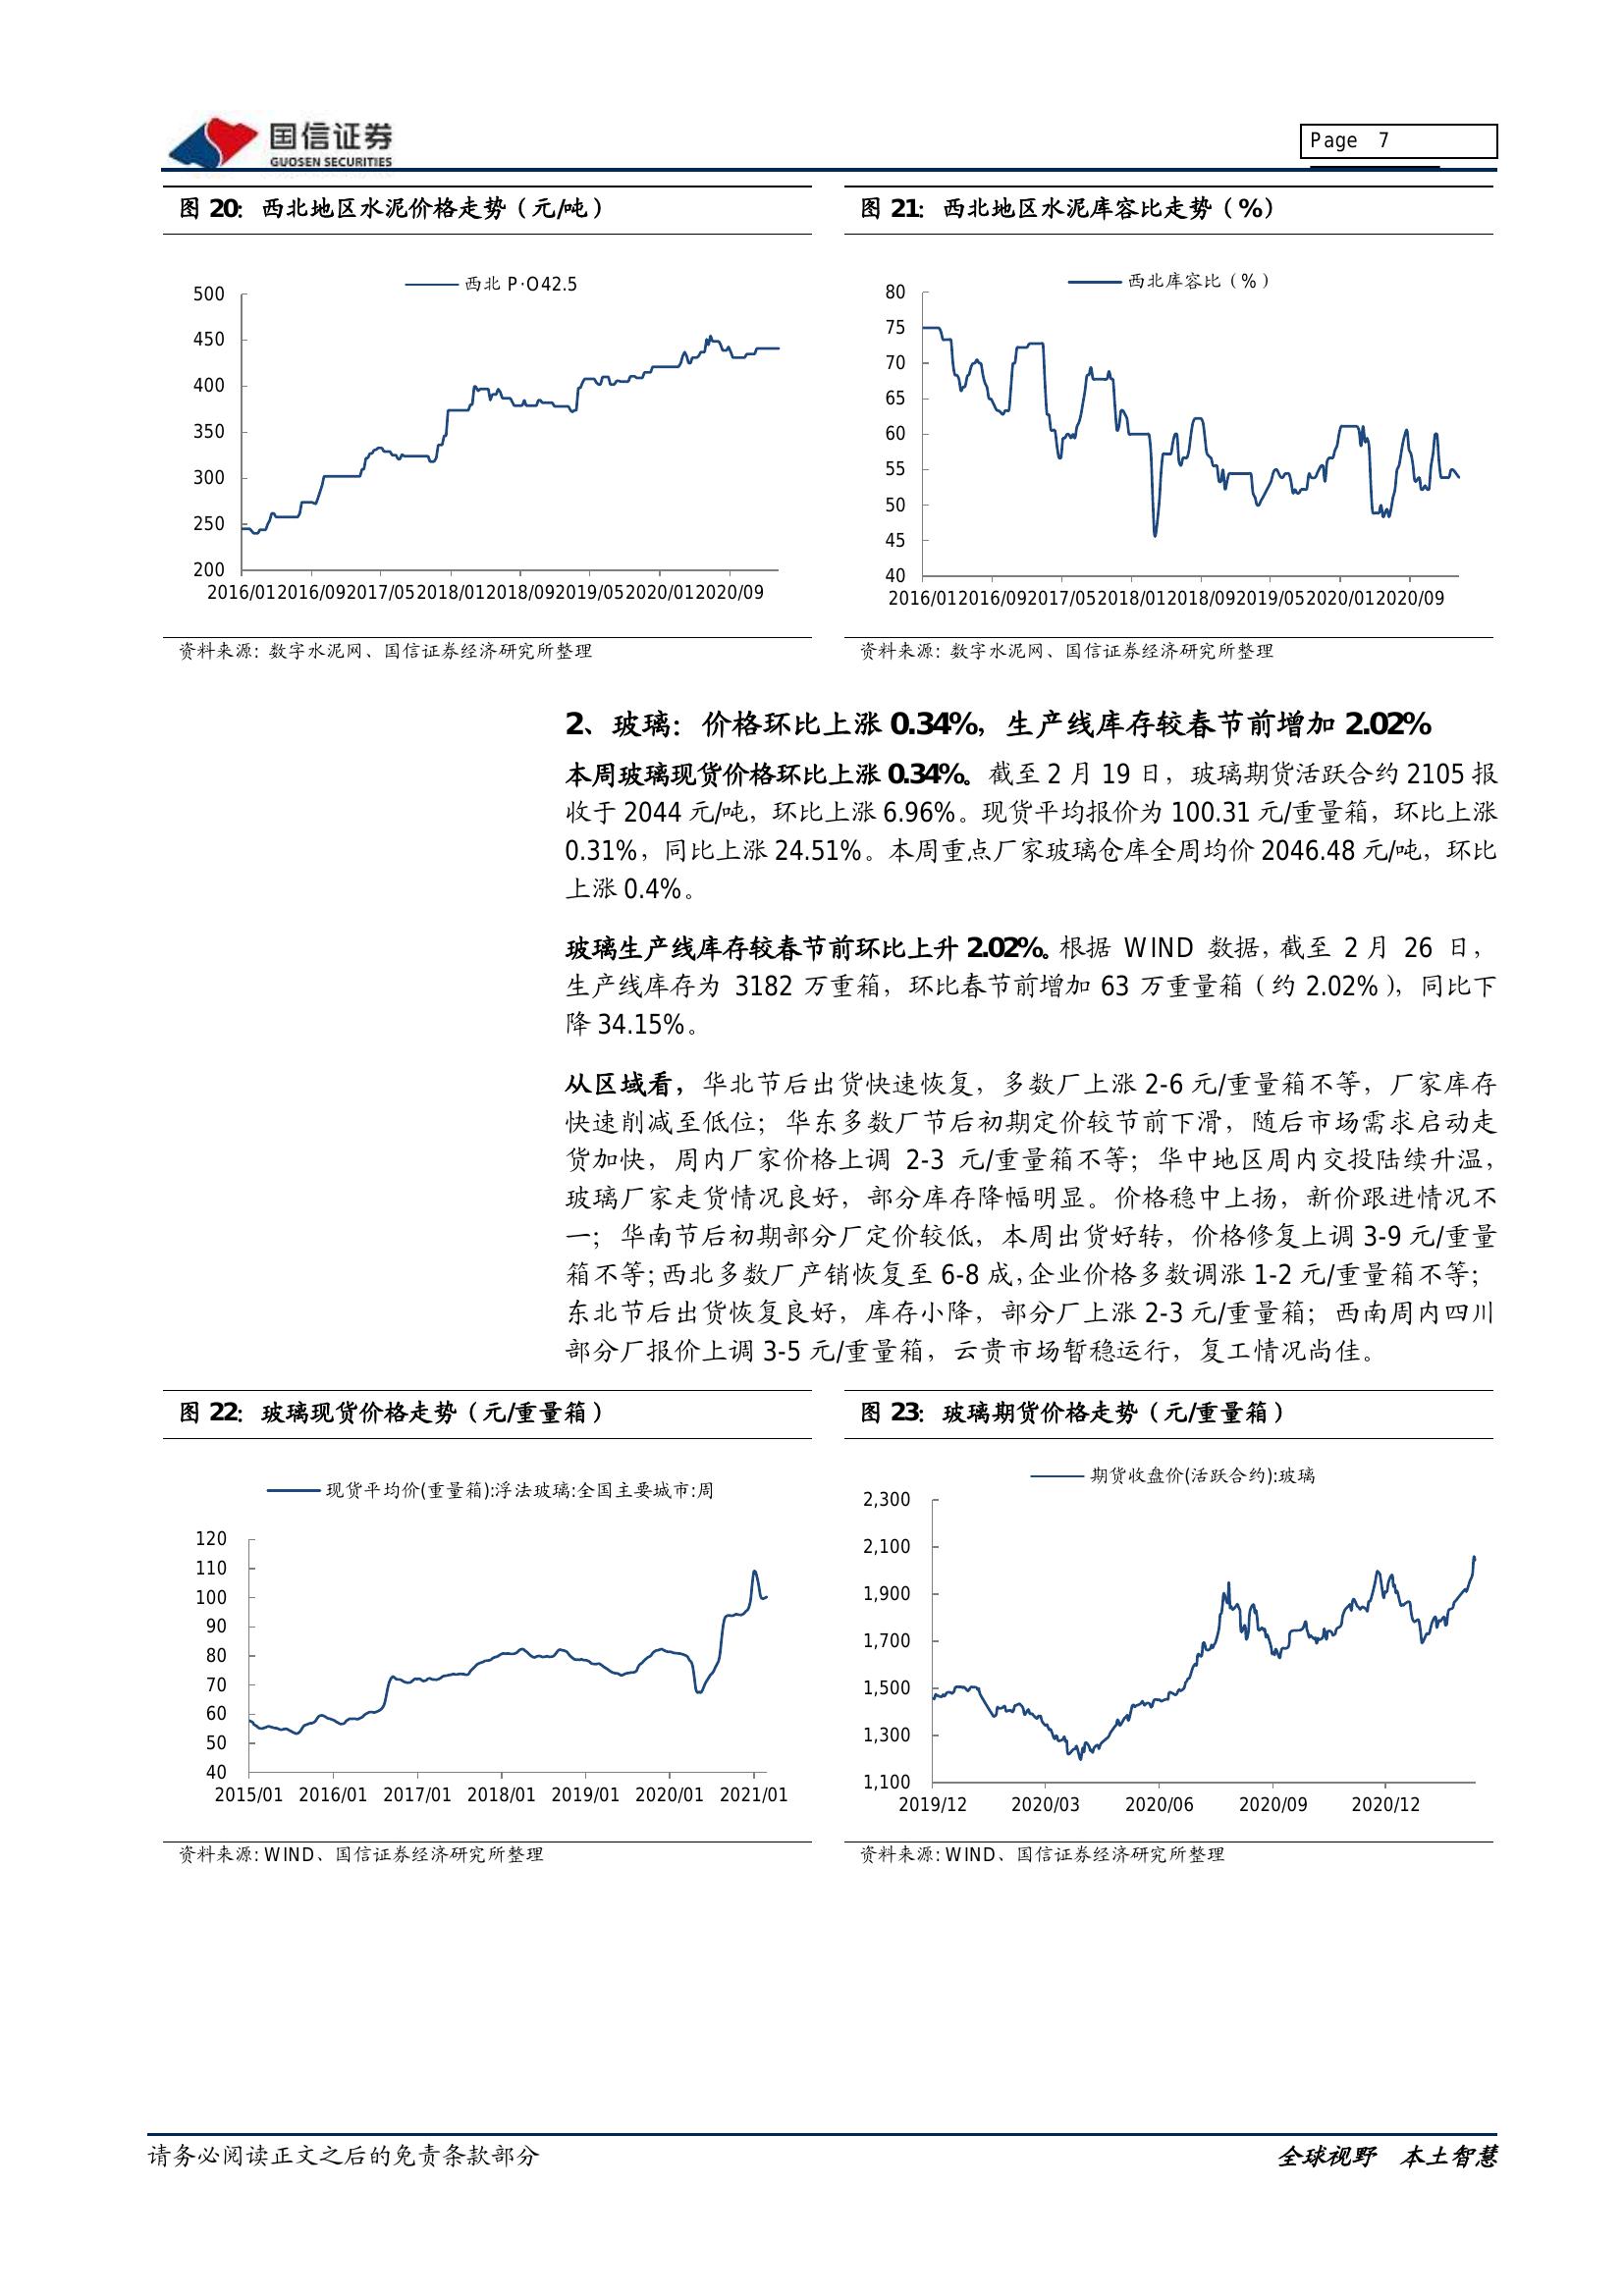 国信证券
GUOSEN SECURITIES
Page 7
图 20：西北地区水泥价格走势（元/吨）
西北 P·O42.5
500
450
400
350
300
250
200
2016/01 2016/09 2017/05 2018/01 2018/09 2019/05 2020/01 2020/09
资料来源：数字水泥网、国信证券经济研究所整理
图 21：西北地区水泥库容比走势（%）
西北库容比（%）
80
75
70
65
60
55
50
45
40
2016/01 2016/09 2017/05 2018/01 2018/09 2019/05 2020/01 2020/09
资料来源：数字水泥网、国信证券经济研究所整理
2、玻璃：价格环比上涨 0.34%，生产线库存较春节前增加 2.02%
本周玻璃现货价格环比上涨 0.34%。截至 2 月 19 日，玻璃期货活跃合约 2105 报
收于 2044 元/吨，环比上涨 6.96%。现货平均报价为 100.31 元/重量箱，环比上涨
0.31%，同比上涨 24.51%。本周重点厂家玻璃仓库全周均价 2046.48 元/吨，环比
上涨 0.4%。
玻璃生产线库存较春节前环比上升 2.02%。根据 WIND 数据，截至 2 月 26 日，
生产线库存为 3182 万重箱，环比春节前增加 63 万重量箱（约 2.02%），同比下
降 34.15%。
从区域看，华北节后出货快速恢复，多数厂上涨 2-6 元/重量箱不等，厂家库存
快速削减至低位；华东多数厂节后初期定价较节前下滑，随后市场需求启动走
货加快，周内厂家价格上调 2-3 元/重量箱不等；华中地区周内交投陆续升温，
玻璃厂家走货情况良好，部分库存降幅明显。价格稳中上扬，新价跟进情况不
一；华南节后初期部分厂定价较低，本周出货好转，价格修复上调 3-9 元/重量
箱不等；西北多数厂产销恢复至 6-8 成，企业价格多数调涨 1-2 元/重量箱不等；
东北节后出货恢复良好，库存小降，部分厂上涨 2-3 元/重量箱；西南周内四川
部分厂报价上调 3-5 元/重量箱，云贵市场暂稳运行，复工情况尚佳。
图 22：玻璃现货价格走势（元/重量箱）
现货平均价(重量箱):浮法玻璃:全国主要城市:周
120
110
100
90
80
70
60
50
40
2015/01 2016/01 2017/01 2018/01 2019/01 2020/01 2021/01
资料来源：WIND、国信证券经济研究所整理
图 23：玻璃期货价格走势（元/重量箱）
期货收盘价(活跃合约):玻璃
2,300
2,100
1,900
1,700
1,500
1,300
1,100
2019/12 2020/03 2020/06 2020/09 2020/12
资料来源：WIND、国信证券经济研究所整理
请务必阅读正文之后的免责条款部分
全球视野 本土智慧